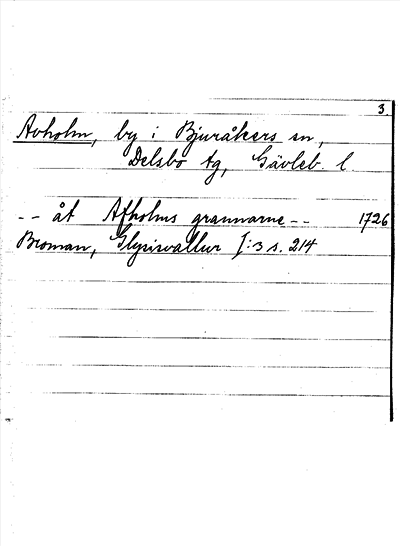 3.
Avholm, by i Bjuråkers sn,
Delsbo tg, Gävleb. l
-- åt Afholms grannarne -- 1726
Broman, Glysisvallur I:3 s. 214